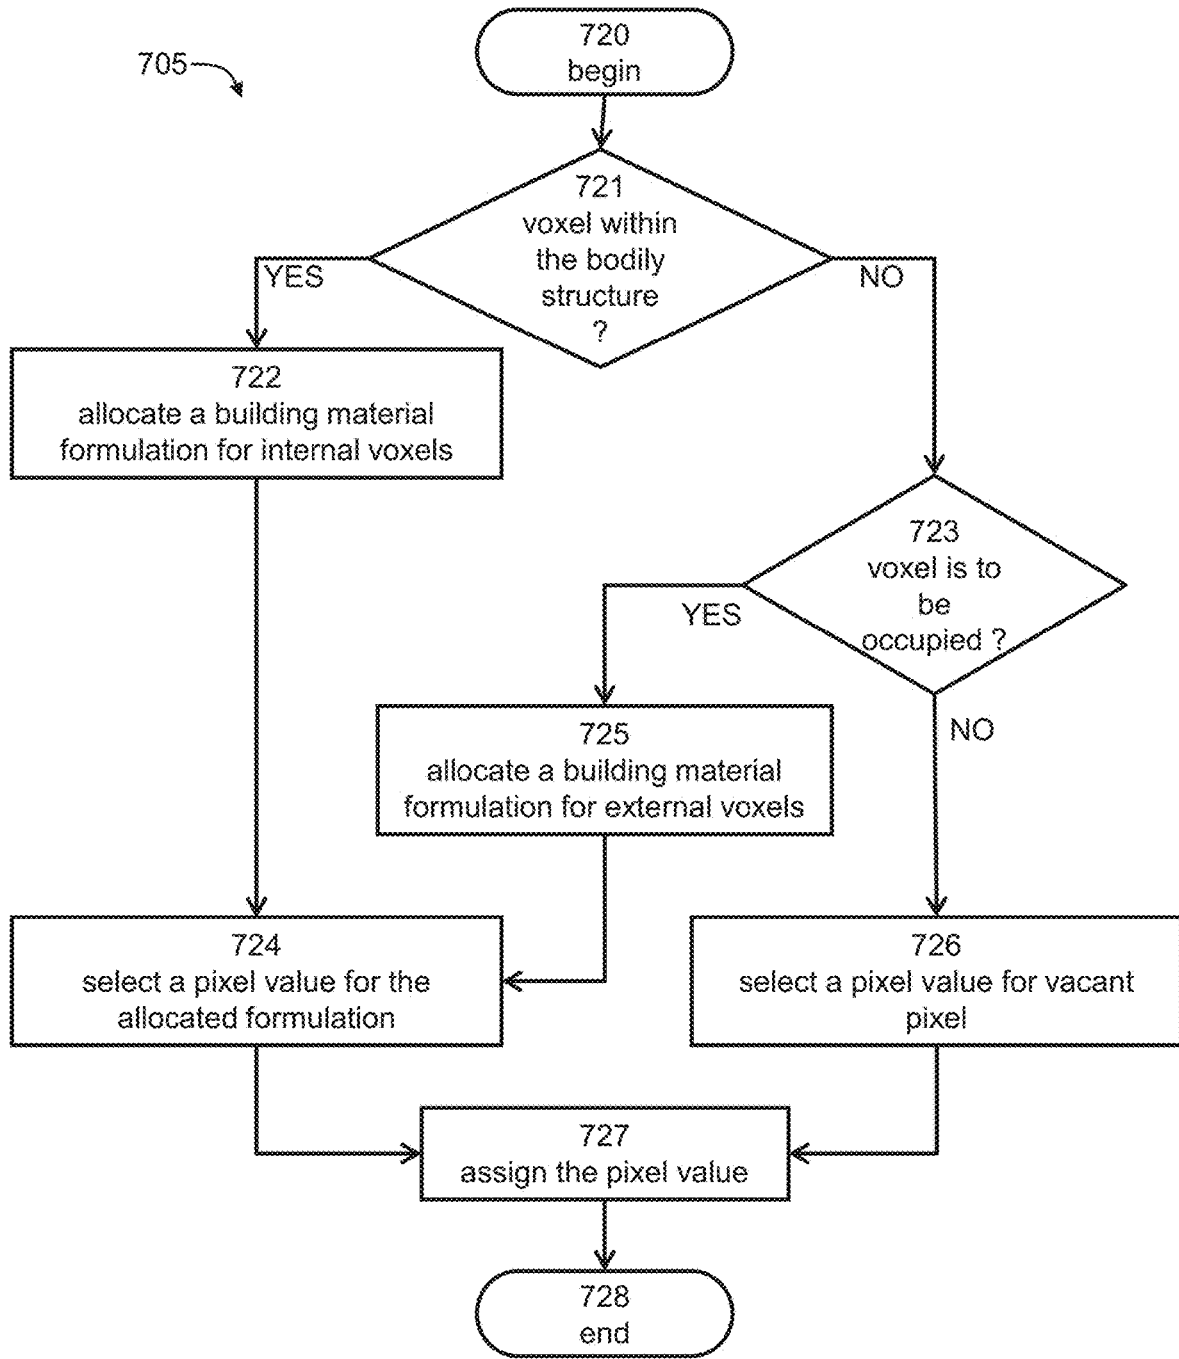 705
720
begin
721
voxel within
the bodily
structure
?
YES
NO
722
allocate a building material
formulation for internal voxels
723
voxel is to
be
occupied ?
YES
NO
725
allocate a building material
formulation for external voxels
724
select a pixel value for the
allocated formulation
726
select a pixel value for vacant
pixel
727
assign the pixel value
728
end